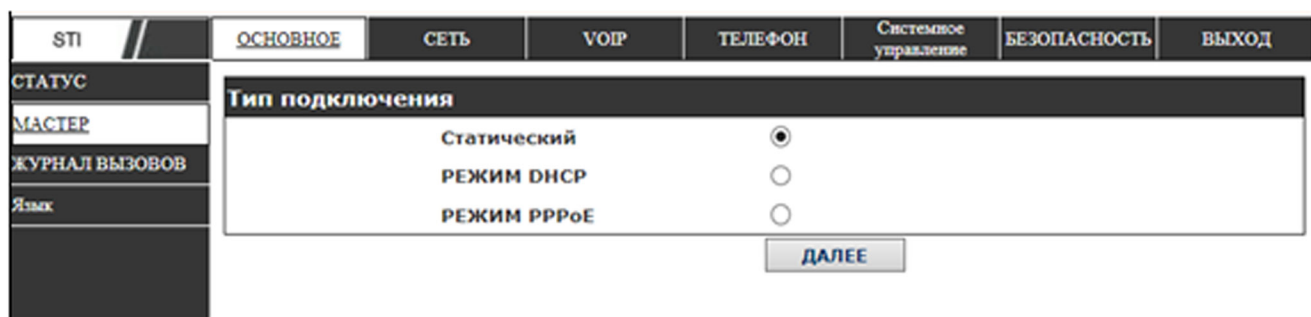 STI
ОСНОВНОЕ
СЕТЬ
VOIP
ТЕЛЕФОН
Системное
управление
БЕЗОПАСНОСТЬ
ВЫХОД
СТАТУС
МАСТЕР
ЖУРНАЛ ВЫЗОВОВ
Язык
Тип подключения
Статический
РЕЖИМ DHCP
РЕЖИМ PPPoE
ДАЛЕЕ